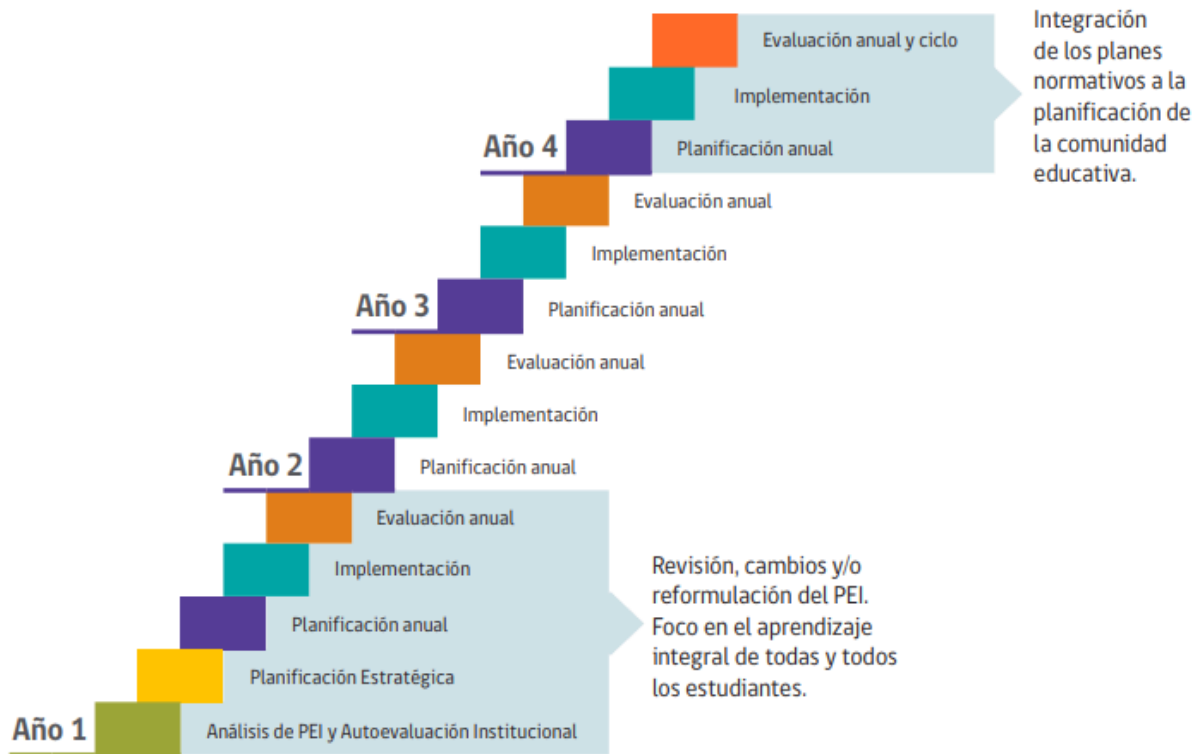 Evaluación anual y ciclo
Implementación
Año 4
Planificación anual
Integración
de los planes
normativos a la
planificación de
la comunidad
educativa.
Evaluación anual
Implementación
Año 3
Planificación anual
Evaluación anual
Implementación
Año 2
Planificación anual
Evaluación anual
Implementación
Planificación anual
Planificación Estratégica
Año 1
Análisis de PEI y Autoevaluación Institucional
Revisión, cambios y/o
reformulación del PEI.
Foco en el aprendizaje
integral de todas y todos
los estudiantes.